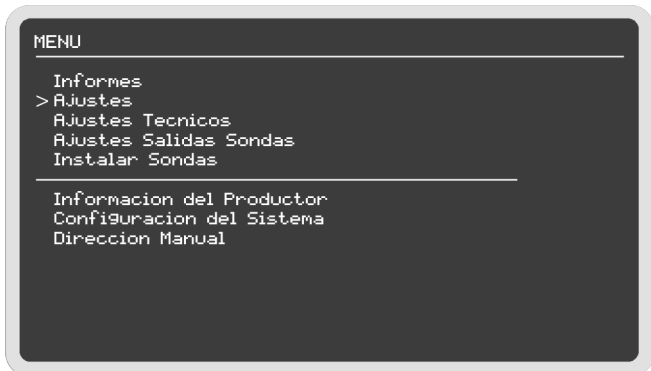 MENU
Informes
>Ajustes
Ajustes Tecnicos
Ajustes Salidas Sondas
Instalar Sondas
Informacion del Productor
Configuracion del Sistema
Direccion Manual